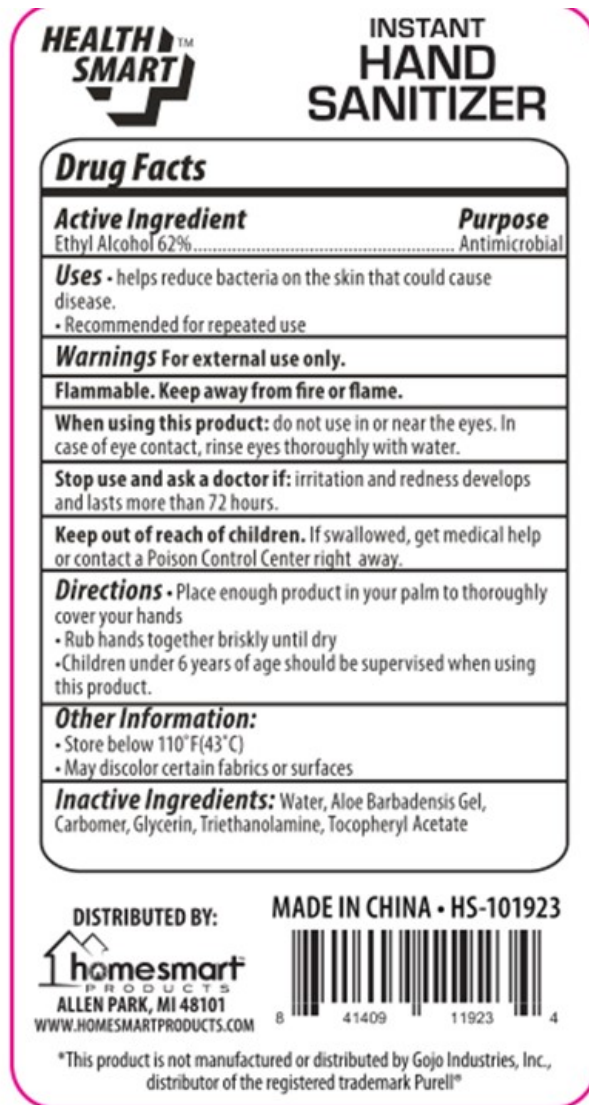 HEALTH
SMART™
INSTANT
HAND
SANITIZER
Drug Facts
Active Ingredient Purpose
Ethyl Alcohol 62%.................................................... Antimicrobial
Uses • helps reduce bacteria on the skin that could cause
disease.
• Recommended for repeated use
Warnings For external use only.
Flammable. Keep away from fire or flame.
When using this product: do not use in or near the eyes. In
case of eye contact, rinse eyes thoroughly with water.
Stop use and ask a doctor if: irritation and redness develops
and lasts more than 72 hours.
Keep out of reach of children. If swallowed, get medical help
or contact a Poison Control Center right away.
Directions • Place enough product in your palm to thoroughly
cover your hands
• Rub hands together briskly until dry
•Children under 6 years of age should be supervised when using
this product.
Other Information:
• Store below 110˚F(43˚C)
• May discolor certain fabrics or surfaces
Inactive Ingredients: Water, Aloe Barbadensis Gel,
Carbomer, Glycerin, Triethanolamine, Tocopheryl Acetate
DISTRIBUTED BY:
homesmart™
PRODUCTS
ALLEN PARK, MI 48101
WWW.HOMESMARTPRODUCTS.COM
MADE IN CHINA • HS-101923
8 41409 11923 4
*This product is not manufactured or distributed by Gojo Industries, Inc.,
distributor of the registered trademark Purell®